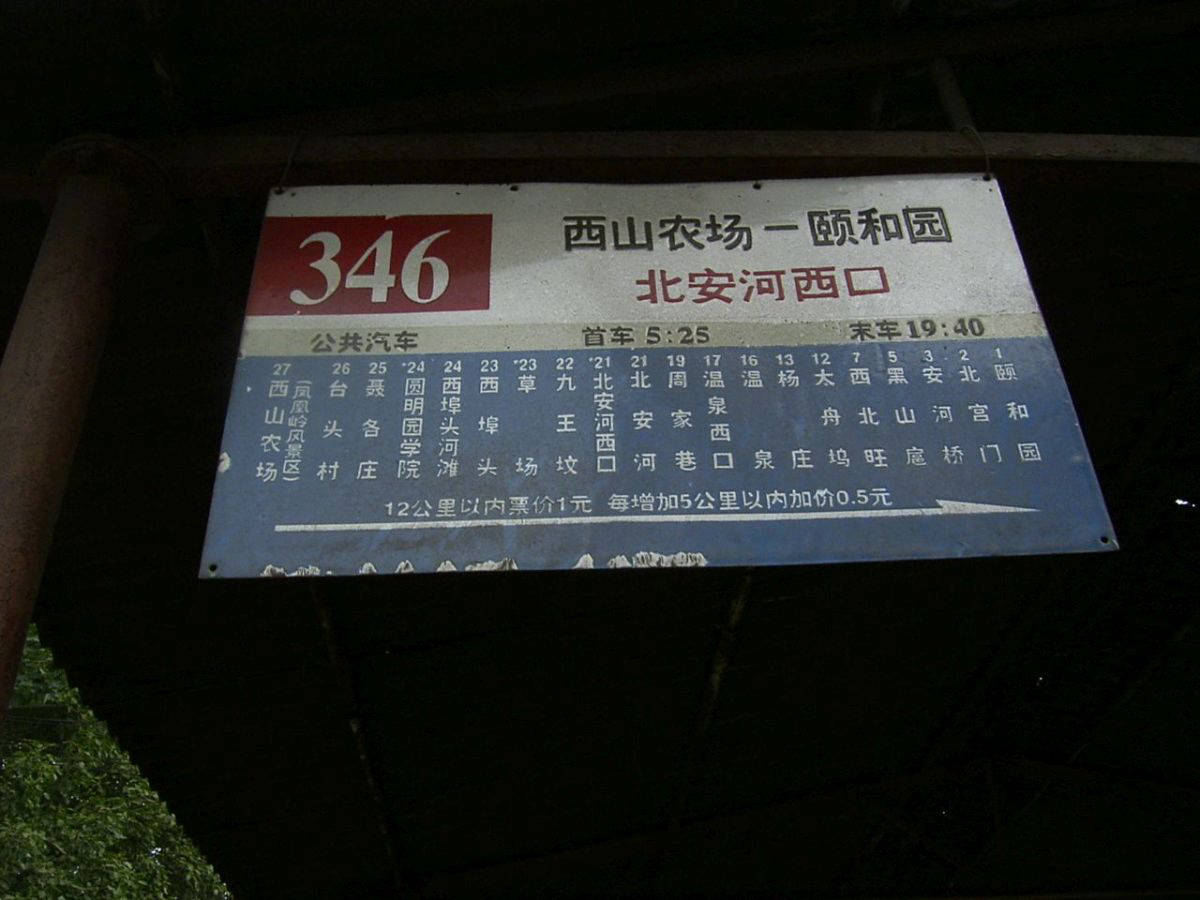 346
西山农场－颐和园
北安河西口
公共汽车 首车 5:25 末车 19:40
27 西山农场 (凤凰岭风景区)
26 台头村
25 聂各庄
*24 圆明园学院
24 西埠头河滩
23 西埠头
*23 草场
22 九王坟
*21 北安河西口
21 北安河
19 周家巷
17 温泉西口
16 温泉
13 杨庄
12 太舟坞
7 西北旺
5 黑山扈
3 安河桥
2 北宫门
1 颐和园
12公里以内票价1元 每增加5公里以内加价0.5元